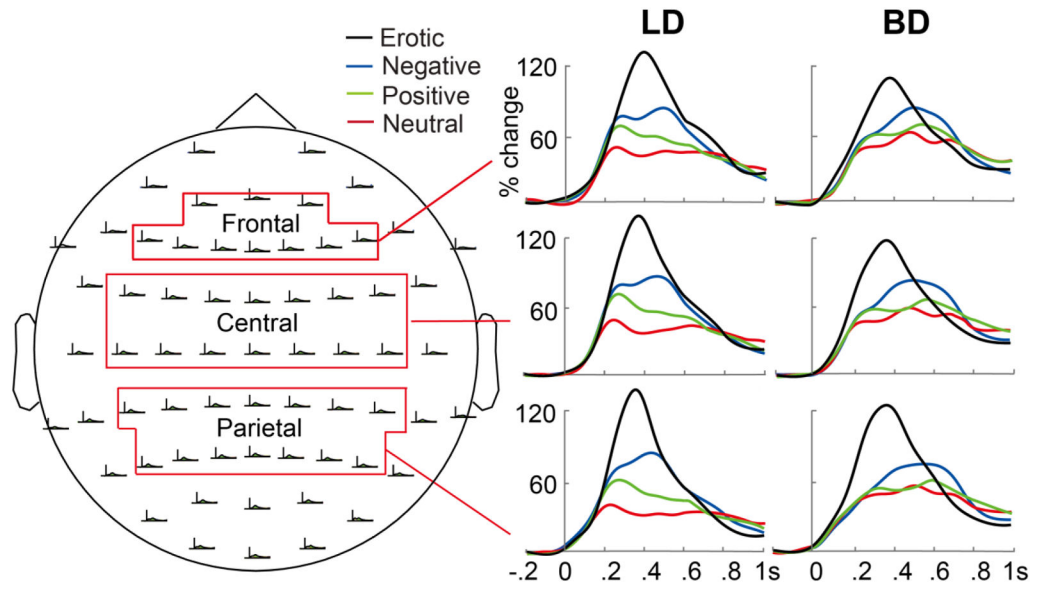 LD
BD
Erotic
Negative
Positive
Neutral
% change
120
60
Frontal
120
60
Central
120
60
Parietal
-.2 0 .2 .4 .6 .8 1s
0 .2 .4 .6 .8 1s